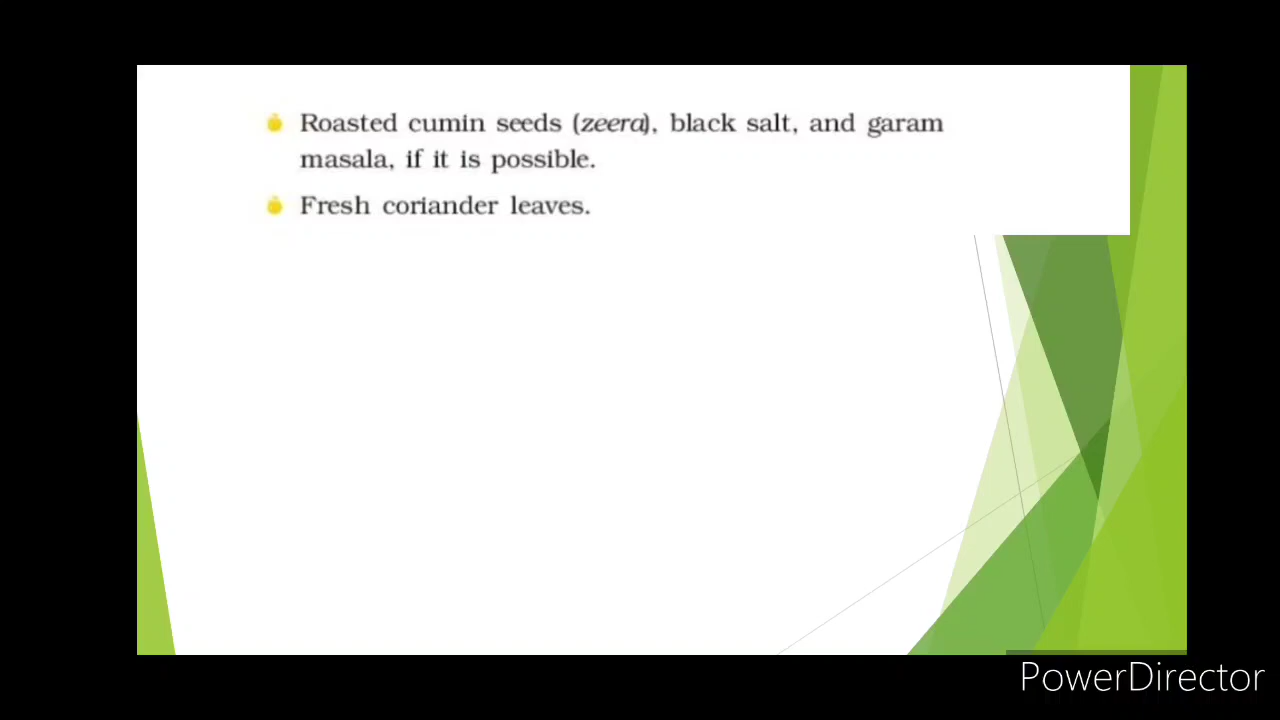 Roasted cumin seeds (zeera), black salt, and garam
masala, if it is possible.
Fresh coriander leaves.
PowerDirector